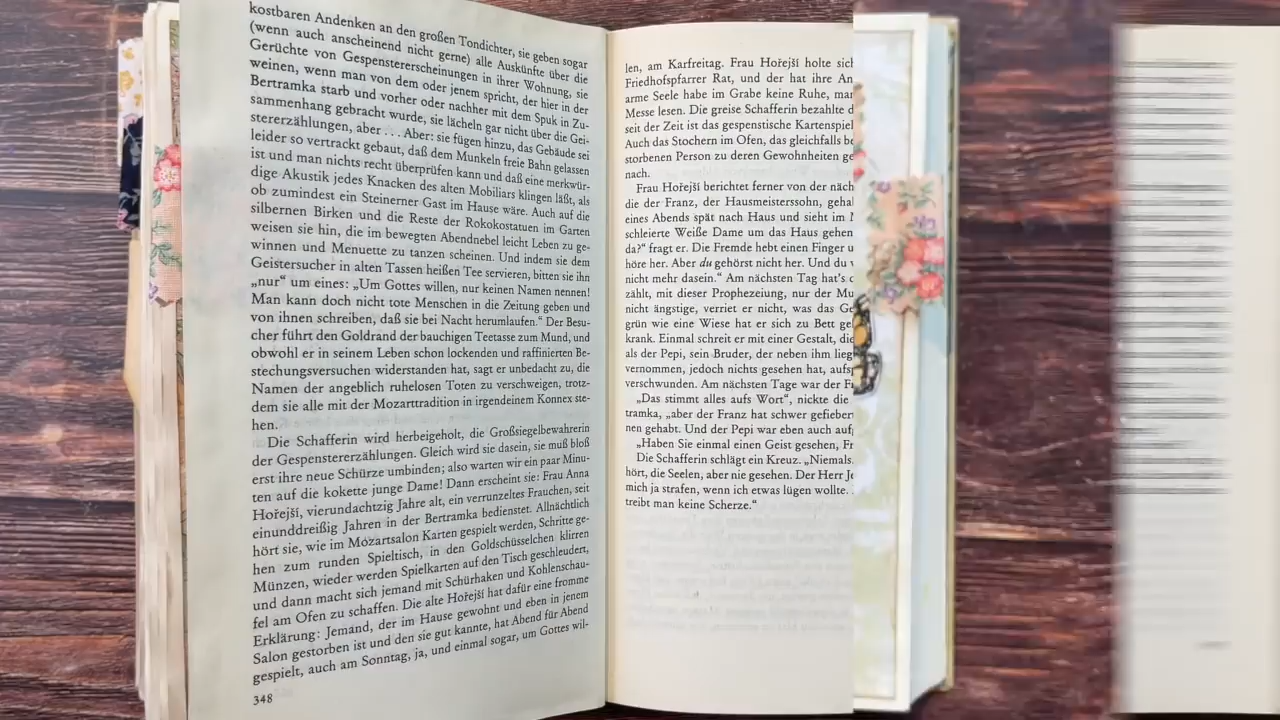 kostbaren Andenken an den großen Tondichter, sie geben sogar
(wenn auch anscheinend nicht gerne) alle Auskünfte über die
Gerüchte von Gespenstererscheinungen in ihrer Wohnung, sie
weinen, wenn man von dem oder jenem spricht, der hier in der
Bertramka starb und vorher oder nachher mit dem Spuk in Zu-
sammenhang gebracht wurde, sie lächeln gar nicht über die Gei-
stererzählungen, aber . . . Aber: sie fügen hinzu, das Gebäude sei
leider so vertrackt gebaut, daß dem Munkeln freie Bahn gelassen
ist und man nichts recht überprüfen kann und daß eine merkwür-
dige Akustik jedes Knacken des alten Mobiliars klingen läßt, als
ob zumindest ein Steinerner Gast im Hause wäre. Auch auf die
silbernen Birken und die Reste der Rokokostatuen im Garten
weisen sie hin, die im bewegten Abendnebel leicht Leben zu ge-
winnen und Menuette zu tanzen scheinen. Und indem sie dem
Geistersucher in alten Tassen heißen Tee servieren, bitten sie ihn
„nur“ um eines: „Um Gottes willen, nur keinen Namen nennen!
Man kann doch nicht tote Menschen in die Zeitung geben und
von ihnen schreiben, daß sie bei Nacht herumlaufen.“ Der Besu-
cher führt den Goldrand der bauchigen Teetasse zum Mund, und
obwohl er in seinem Leben schon lockenden und raffinierten Be-
stechungsversuchen widerstanden hat, sagt er unbedacht zu, die
Namen der angeblich ruhelosen Toten zu verschweigen, trotz-
dem sie alle mit der Mozarttradition in irgendeinem Konnex ste-
hen.
Die Schafferin wird herbeigeholt, die Großsiegelbewahrerin
der Gespenstererzählungen. Gleich wird sie dasein, sie muß bloß
erst ihre neue Schürze umbinden; also warten wir ein paar Minu-
ten auf die kokette junge Dame! Dann erscheint sie: Frau Anna
Hořejší, vierundachtzig Jahre alt, ein verrunzeltes Frauchen, seit
einunddreißig Jahren in der Bertramka bedienstet. Allnächtlich
hört sie, wie im Mozartsalon Karten gespielt werden, Schritte ge-
hen zum runden Spieltisch, in den Goldschüsselchen klirren
Münzen, wieder werden Spielkarten auf den Tisch geschleudert,
und dann macht sich jemand mit Schürhaken und Kohlenschau-
fel am Ofen zu schaffen. Die alte Hořejší hat dafür eine fromme
Erklärung: Jemand, der im Hause gewohnt und eben in jenem
Salon gestorben ist und den sie gut kannte, hat Abend für Abend
gespielt, auch am Sonntag, ja, und einmal sogar, um Gottes wil-
348
len, am Karfreitag. Frau Hořejší holte sich
Friedhofspfarrer Rat, und der hat ihre An
arme Seele habe im Grabe keine Ruhe, man
Messe lesen. Die greise Schafferin bezahlte d
seit der Zeit ist das gespenstische Kartenspiel
Auch das Stochern im Ofen, das gleichfalls be
storbenen Person zu deren Gewohnheiten ge
nach.
Frau Hořejší berichtet ferner von der näch
die der Franz, der Hausmeisterssohn, gehal
eines Abends spät nach Haus und sieht im
schleierte Weiße Dame um das Haus gehen
da?“ fragt er. Die Fremde hebt einen Finger u
höre her. Aber du gehörst nicht her. Und du
nicht mehr dasein.“ Am nächsten Tag hat's
zählt, mit dieser Prophezeiung, nur der Mu
nicht ängstige, verriet er nicht, was das Ge
grün wie eine Wiese hat er sich zu Bett ge
krank. Einmal schreit er mit einer Gestalt, die
als der Pepi, sein Bruder, der neben ihm lieg
vernommen, jedoch nichts gesehen hat, aufs
verschwunden. Am nächsten Tage war der F
„Das stimmt alles aufs Wort“, nickte die
tramka, „aber der Franz hat schwer gefieber
nen gehabt. Und der Pepi war eben auch auf
„Haben Sie einmal einen Geist gesehen, Fr
Die Schafferin schlägt ein Kreuz. „Niemals.
hört, die Seelen, aber nie gesehen. Der Herr Je
mich ja strafen, wenn ich etwas lügen wollte.
treibt man keine Scherze.“